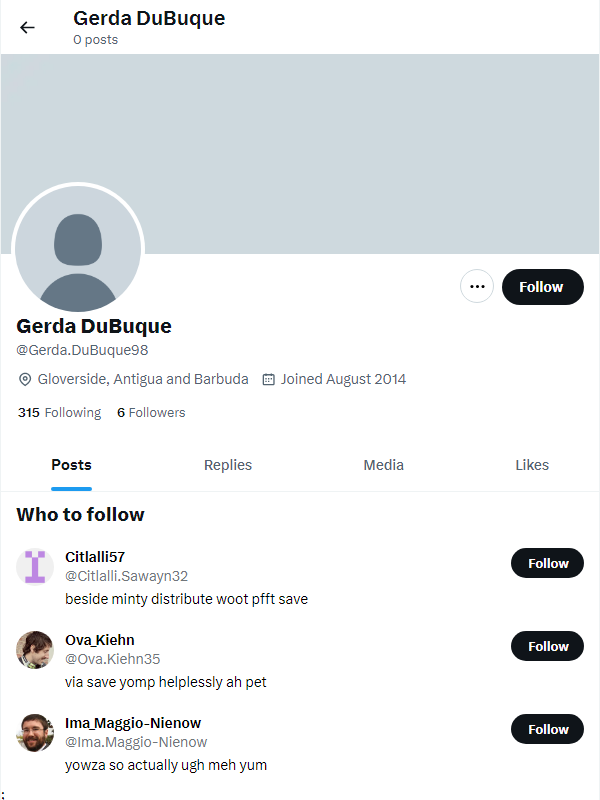 Gerda DuBuque
0 posts
Follow
Gerda DuBuque
@Gerda.DuBuque98
Gloverside, Antigua and Barbuda Joined August 2014
315 Following 6 Followers
Posts Replies Media Likes
Who to follow
Citlalli57
@Citlalli.Sawayn32
Follow
beside minty distribute woot pfft save
Ova_Kiehn
@Ova.Kiehn35
Follow
via save yomp helplessly ah pet
Ima_Maggio-Nienow
@Ima.Maggio-Nienow
Follow
yowza so actually ugh meh yum
;